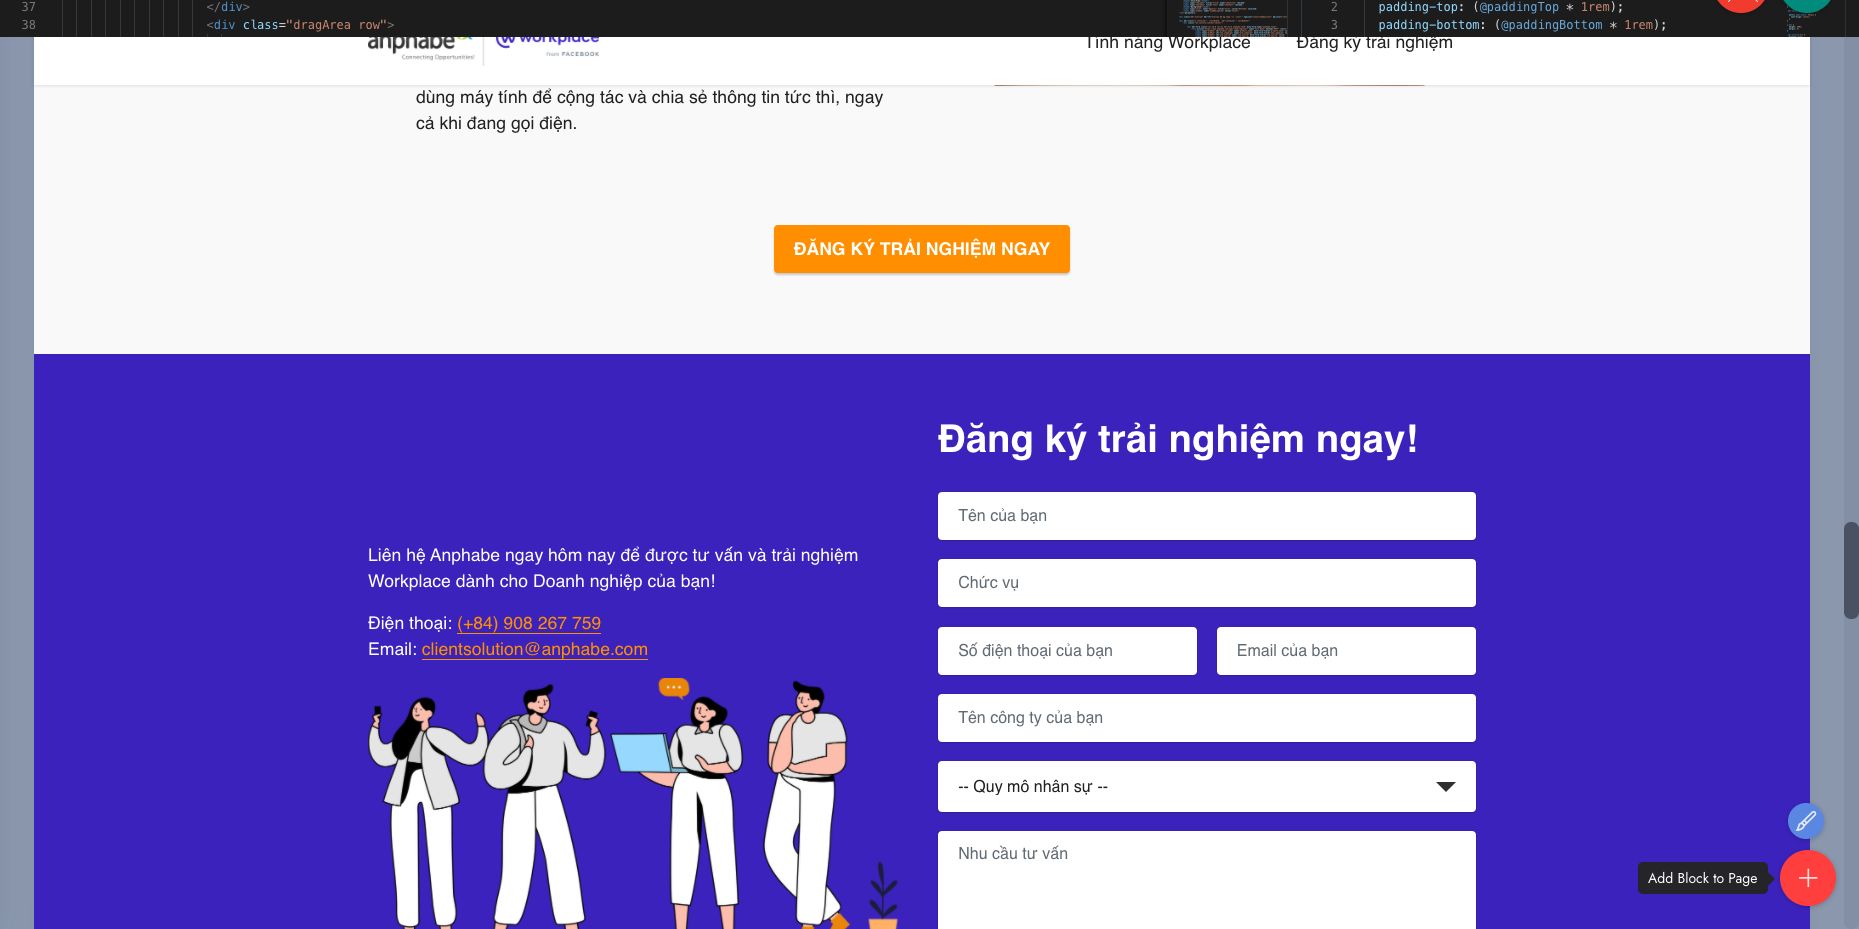 37
</div>
38
<div class="dragArea row">
2
padding-top: (@paddingTop * 1rem);
3
padding-bottom: (@paddingBottom * 1rem);
anphabe
Connecting Opportunities!
workplace
from FACEBOOK
Tính năng Workplace
Đăng ký trải nghiệm
dùng máy tính để cộng tác và chia sẻ thông tin tức thì, ngay
cả khi đang gọi điện.
ĐĂNG KÝ TRẢI NGHIỆM NGAY
Liên hệ Anphabe ngay hôm nay để được tư vấn và trải nghiệm
Workplace dành cho Doanh nghiệp của bạn!
Điện thoại: (+84) 908 267 759
Email: clientsolution@anphabe.com
Đăng ký trải nghiệm ngay!
Tên của bạn
Chức vụ
Số điện thoại của bạn
Email của bạn
Tên công ty của bạn
-- Quy mô nhân sự --
Nhu cầu tư vấn
Add Block to Page